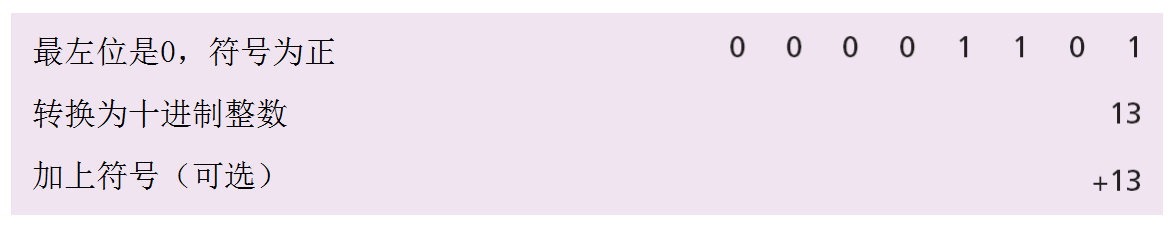 最左位是0，符号为正 0 0 0 0 1 1 0 1
转换为十进制整数 13
加上符号（可选） +13